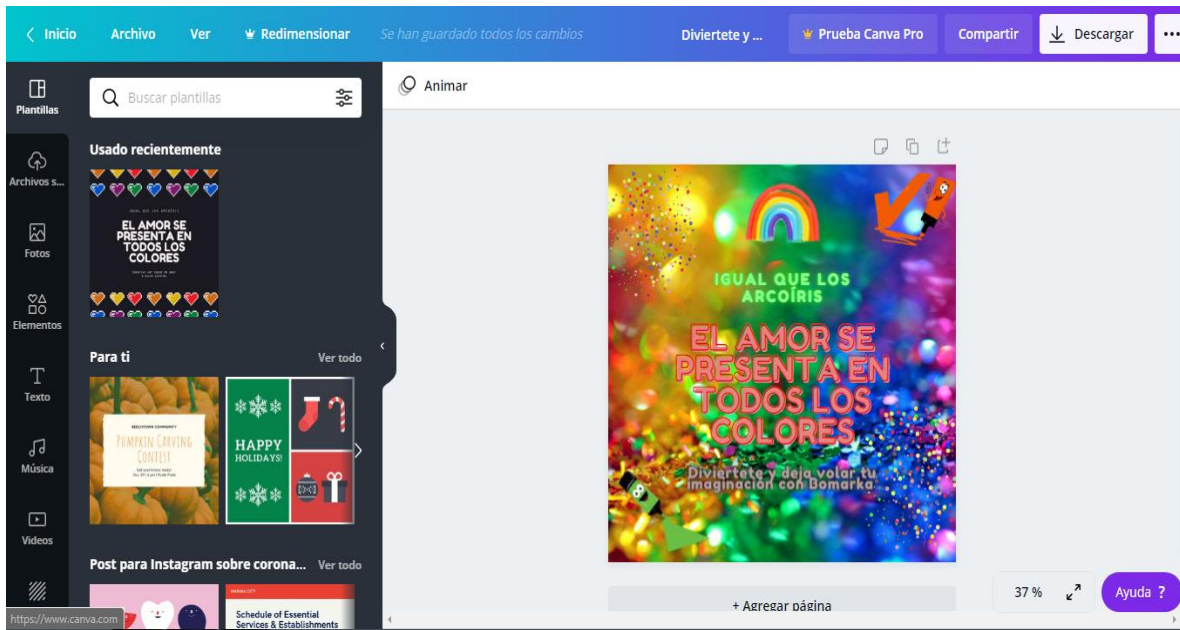 Inicio Archivo Ver Redimensionar Se han guardado todos los cambios Diviertete y ... Prueba Canva Pro Compartir Descargar
Plantillas
Archivos s...
Fotos
Elementos
Texto
Música
Videos
https://www.canva.com
Buscar plantillas
Usado recientemente
EL AMOR SE
PRESENTA EN
TODOS LOS
COLORES
Para ti Ver todo
PUMPKIN CARVING
CONTEST
HAPPY
HOLIDAYS!
Post para Instagram sobre corona... Ver todo
Schedule of Essential
Services & Establishments
Animar
IGUAL QUE LOS
ARCOÍRIS
EL AMOR SE
PRESENTA EN
TODOS LOS
COLORES
Diviertete y deja volar tu
imaginación con Bomarka
+ Agregar página
37 % Ayuda ?